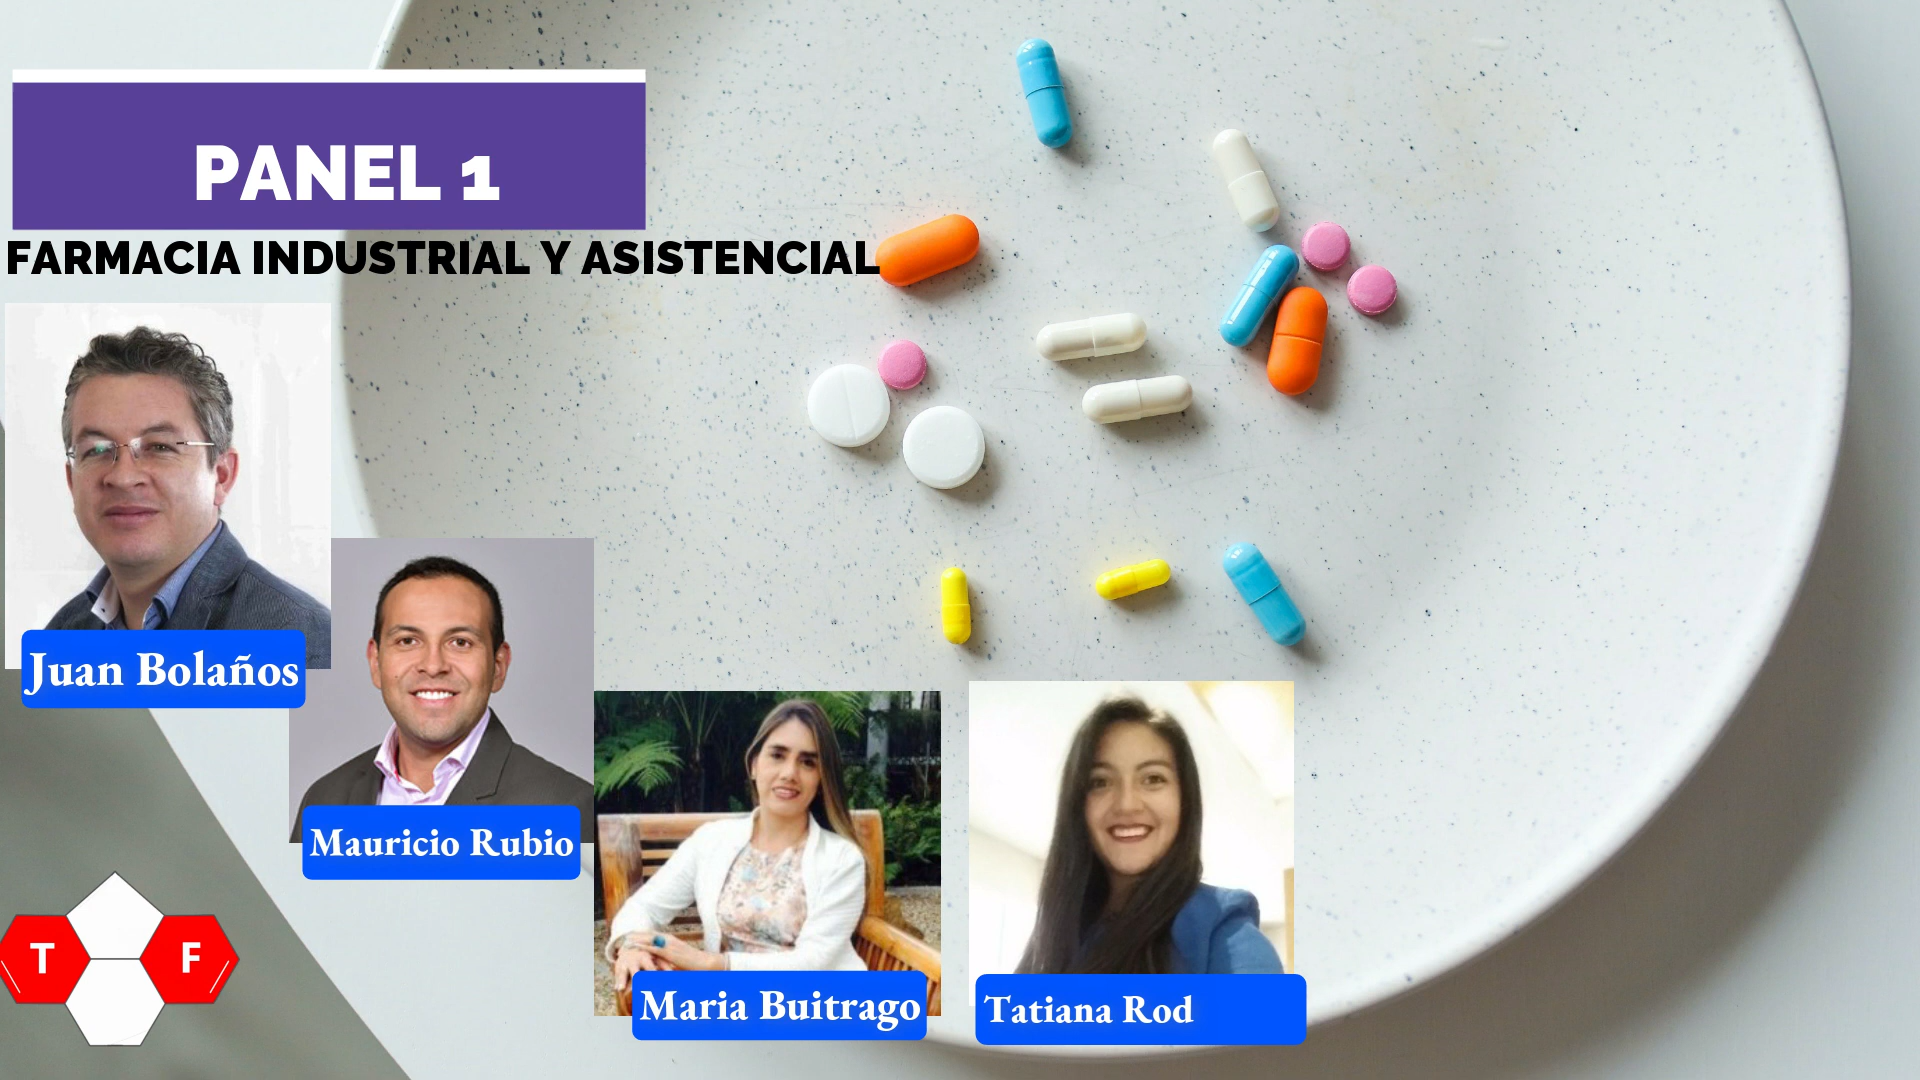 PANEL 1
FARMACIA INDUSTRIAL Y ASISTENCIAL
Juan Bolaños
Mauricio Rubio
Maria Buitrago
Tatiana Rod
T F